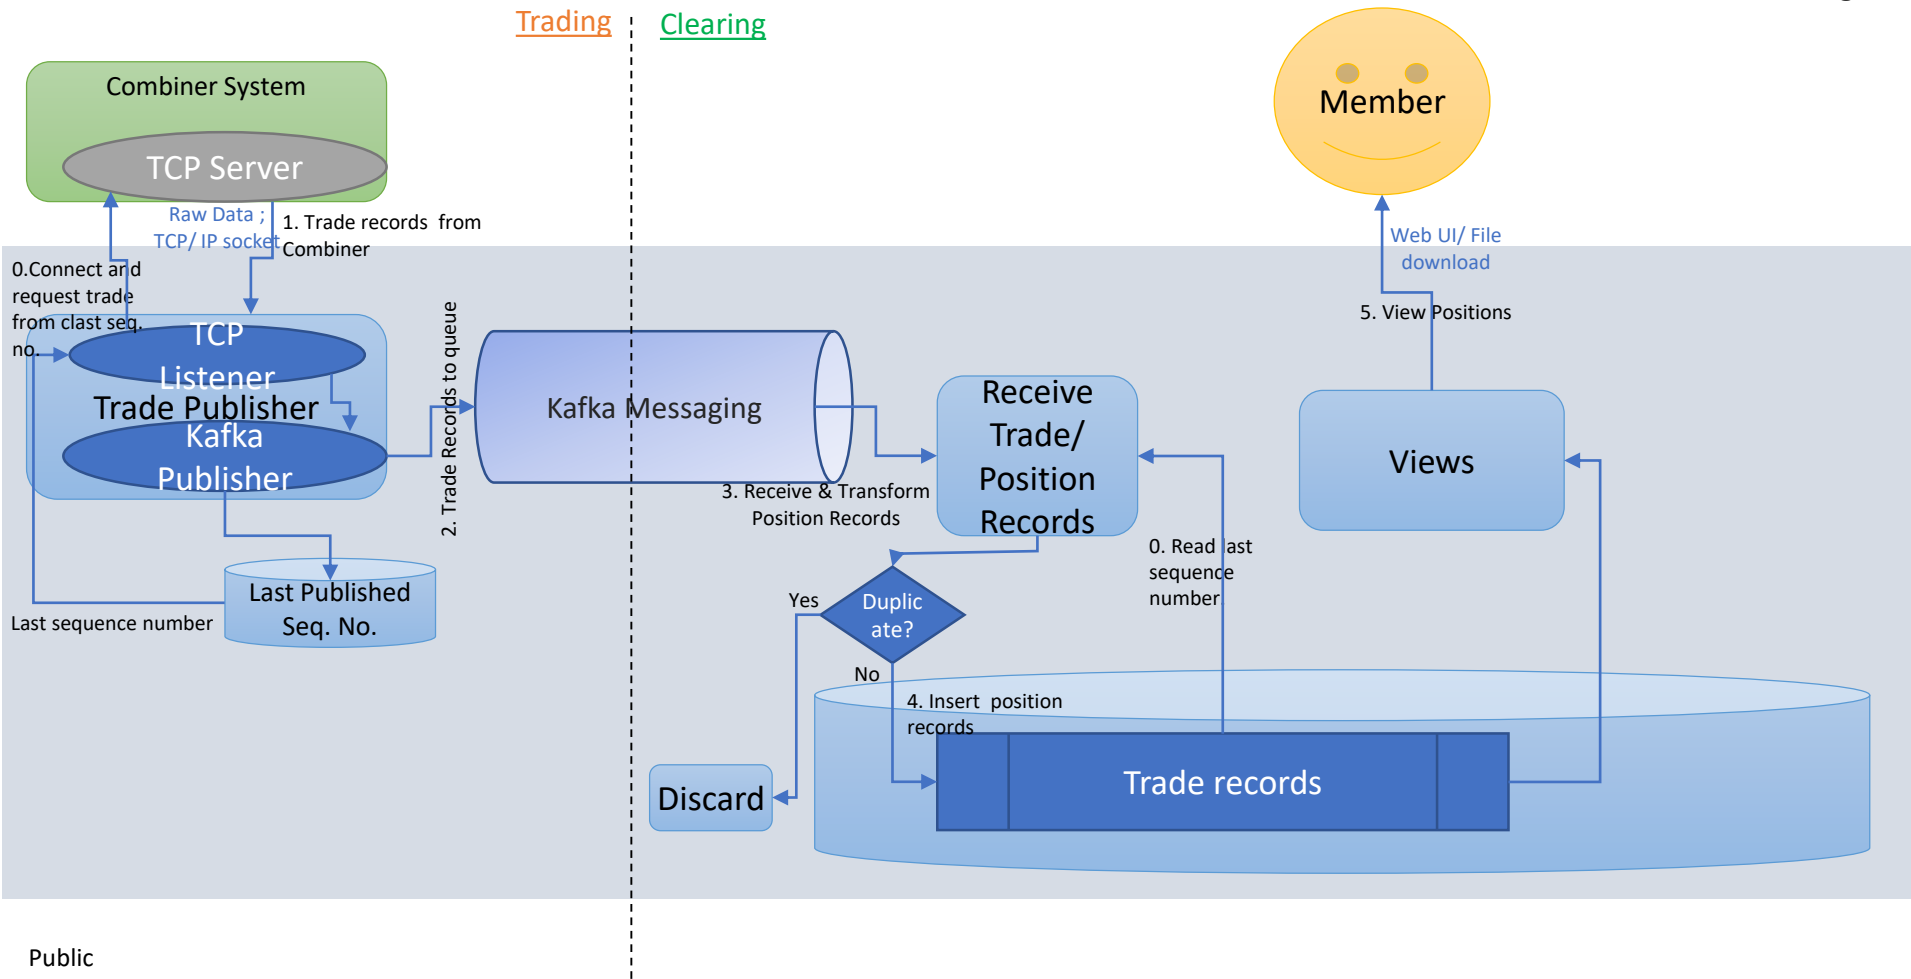 Trading
Clearing
Combiner System
TCP Server
Raw Data ;
TCP/ IP socket
1. Trade records  from
Combiner
0.Connect and
request trade
from clast seq.
no.
TCP
Listener
Trade Publisher
Kafka
Publisher
2. Trade Records to queue
Last Published
Seq. No.
Last sequence number
Kafka Messaging
3. Receive & Transform
Position Records
Receive
Trade/
Position
Records
Duplic
ate?
Yes
No
Discard
4. Insert  position
records
0. Read last
sequence
number.
Trade records
Views
5. View Positions
Web UI/ File
download
Member
Public